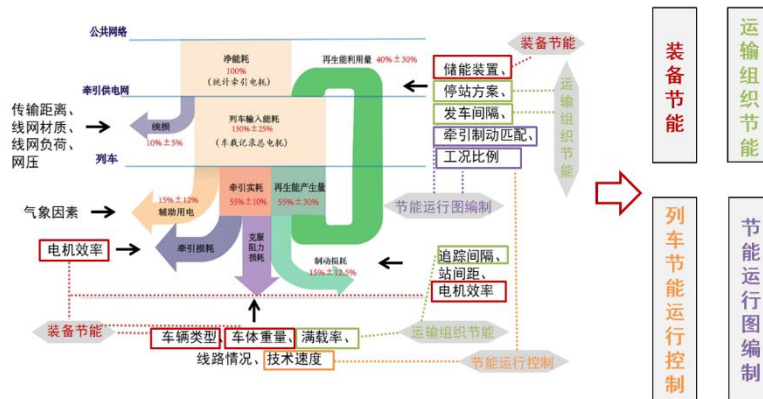 公共网络
牵引供电网
列车
净能耗
100%
(统计牵引电耗)
再生能利用量 40%±30%
列车输入能耗
130%±25%
(车载记录总电耗)
线损
10%±5%
传输距离、
线网材质、
线网负荷、
网压
15%±12%
辅助用电
牵引实耗
55%±10%
再生能产生量
55%±30%
气象因素
电机效率
牵引损耗
克服
阻力
损耗
制动损耗
15%±12.5%
装备节能
储能装置、
停站方案、
发车间隔、
牵引制动匹配、
工况比例
运输组织节能
节能运行图编制
追踪间隔、
站间距、
电机效率
装备节能
车辆类型、车体重量、满载率、
线路情况、技术速度
运输组织节能
节能运行控制
装备节能
运输组织节能
列车节能运行控制
节能运行图编制